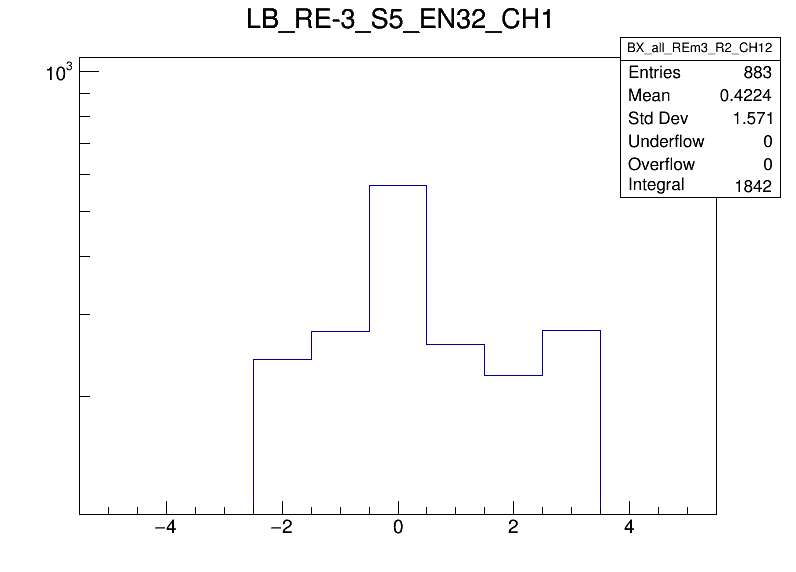 LB_RE-3_S5_EN32_CH1
BX_all_REm3_R2_CH12
Entries 883
Mean 0.4224
Std Dev 1.571
Underflow 0
Overflow 0
Integral 1842
10³
−4 −2 0 2 4